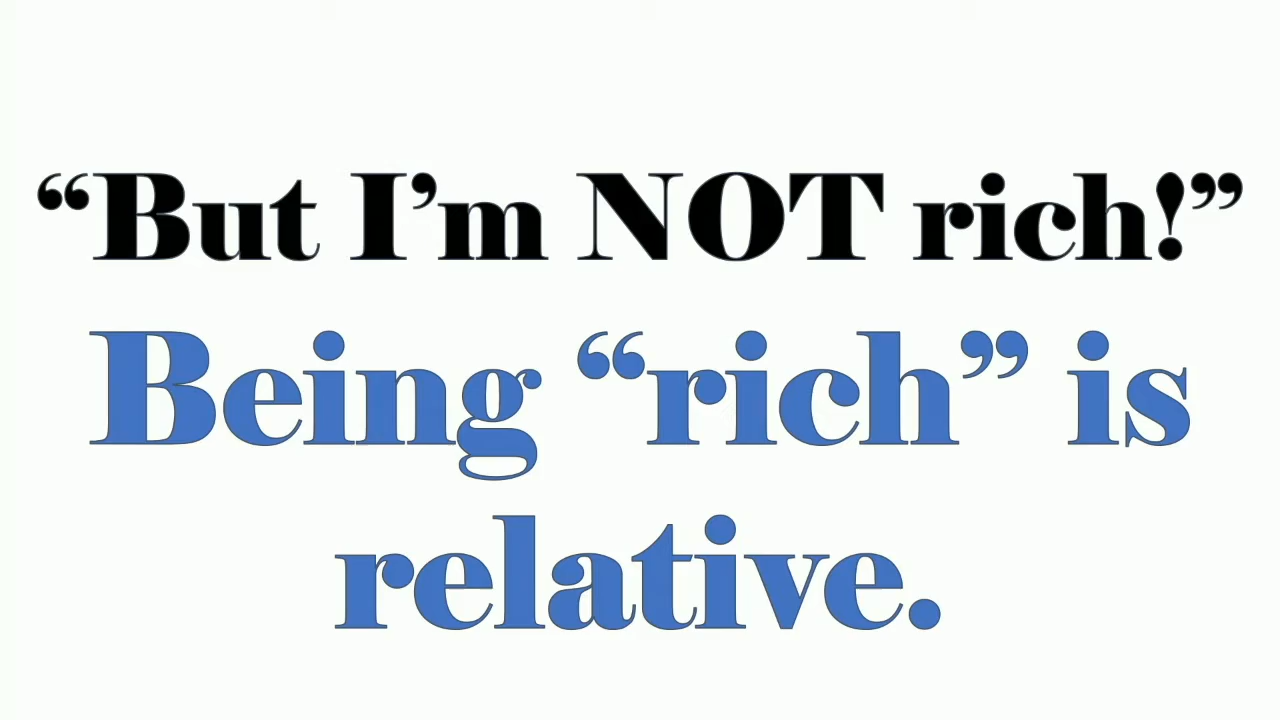 “But I’m NOT rich!”
Being “rich” is
relative.